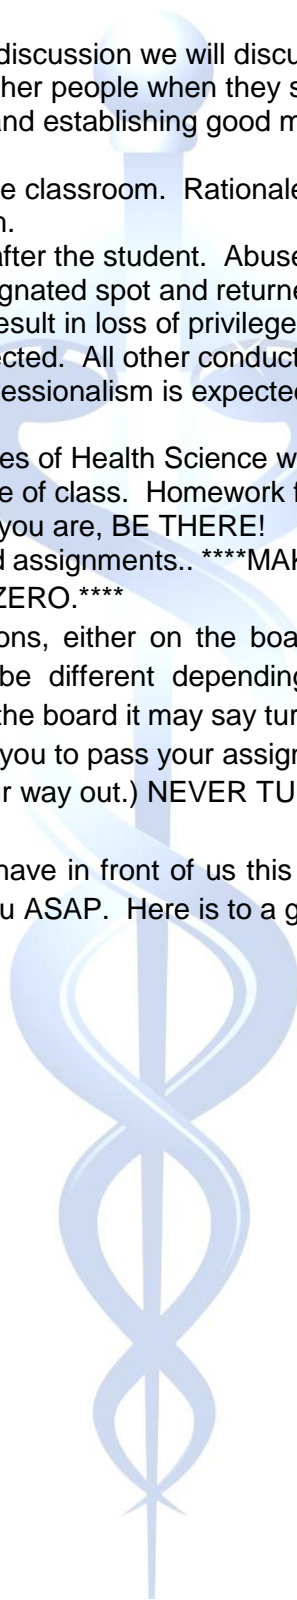 discussion we will discu
her people when they s
and establishing good m
e classroom.  Rationale
n.
after the student.  Abuse
gnated spot and returne
esult in loss of privilege
cted.  All other conduct
essionalism is expected
es of Health Science w
e of class.  Homework f
you are, BE THERE!
d assignments.. ****MAK
ZERO.****
ons, either on the boa
be different depending
the board it may say tur
you to pass your assign
r way out.) NEVER TU
have in front of us this
u ASAP.  Here is to a g